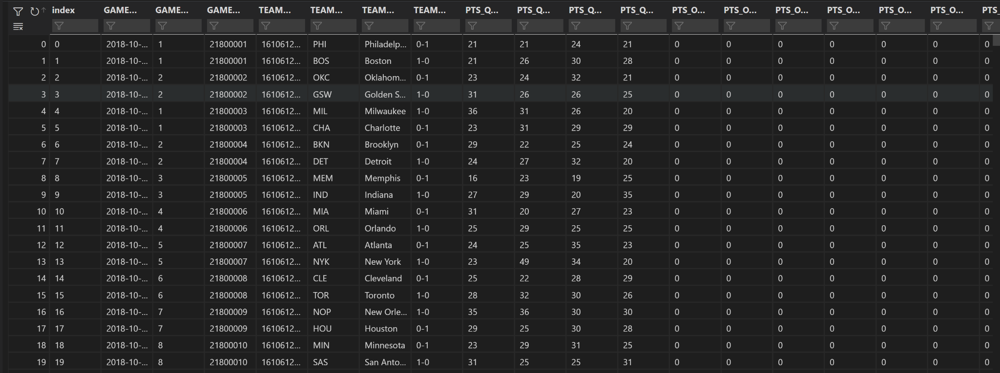 index GAME... GAME... GAME... TEAM... TEAM... TEAM... TEAM... PTS_Q... PTS_Q... PTS_Q... PTS_Q... PTS_O... PTS_O... PTS_O... PTS_O... PTS_O... PTS_O... PTS_
0 0 2018-10-... 1 21800001 1610612... PHI Philadelp... 0-1 21 21 24 21 0 0 0 0 0 0 0
1 1 2018-10-... 1 21800001 1610612... BOS Boston 1-0 21 26 30 28 0 0 0 0 0 0 0
2 2 2018-10-... 2 21800002 1610612... OKC Oklahom... 0-1 23 24 32 21 0 0 0 0 0 0 0
3 3 2018-10-... 2 21800002 1610612... GSW Golden S... 1-0 31 26 26 25 0 0 0 0 0 0 0
4 4 2018-10-... 1 21800003 1610612... MIL Milwaukee 1-0 36 31 26 20 0 0 0 0 0 0 0
5 5 2018-10-... 1 21800003 1610612... CHA Charlotte 0-1 23 31 29 29 0 0 0 0 0 0 0
6 6 2018-10-... 2 21800004 1610612... BKN Brooklyn 0-1 29 22 25 24 0 0 0 0 0 0 0
7 7 2018-10-... 2 21800004 1610612... DET Detroit 1-0 24 27 32 20 0 0 0 0 0 0 0
8 8 2018-10-... 3 21800005 1610612... MEM Memphis 0-1 16 23 19 25 0 0 0 0 0 0 0
9 9 2018-10-... 3 21800005 1610612... IND Indiana 1-0 27 29 20 35 0 0 0 0 0 0 0
10 10 2018-10-... 4 21800006 1610612... MIA Miami 0-1 31 20 27 23 0 0 0 0 0 0 0
11 11 2018-10-... 4 21800006 1610612... ORL Orlando 1-0 25 29 25 25 0 0 0 0 0 0 0
12 12 2018-10-... 5 21800007 1610612... ATL Atlanta 0-1 24 25 35 23 0 0 0 0 0 0 0
13 13 2018-10-... 5 21800007 1610612... NYK New York 1-0 23 49 34 20 0 0 0 0 0 0 0
14 14 2018-10-... 6 21800008 1610612... CLE Cleveland 0-1 25 22 28 29 0 0 0 0 0 0 0
15 15 2018-10-... 6 21800008 1610612... TOR Toronto 1-0 28 32 30 26 0 0 0 0 0 0 0
16 16 2018-10-... 7 21800009 1610612... NOP New Orle... 1-0 35 36 30 30 0 0 0 0 0 0 0
17 17 2018-10-... 7 21800009 1610612... HOU Houston 0-1 29 25 30 28 0 0 0 0 0 0 0
18 18 2018-10-... 8 21800010 1610612... MIN Minnesota 0-1 23 29 31 25 0 0 0 0 0 0 0
19 19 2018-10-... 8 21800010 1610612... SAS San Anto... 1-0 31 25 25 31 0 0 0 0 0 0 0